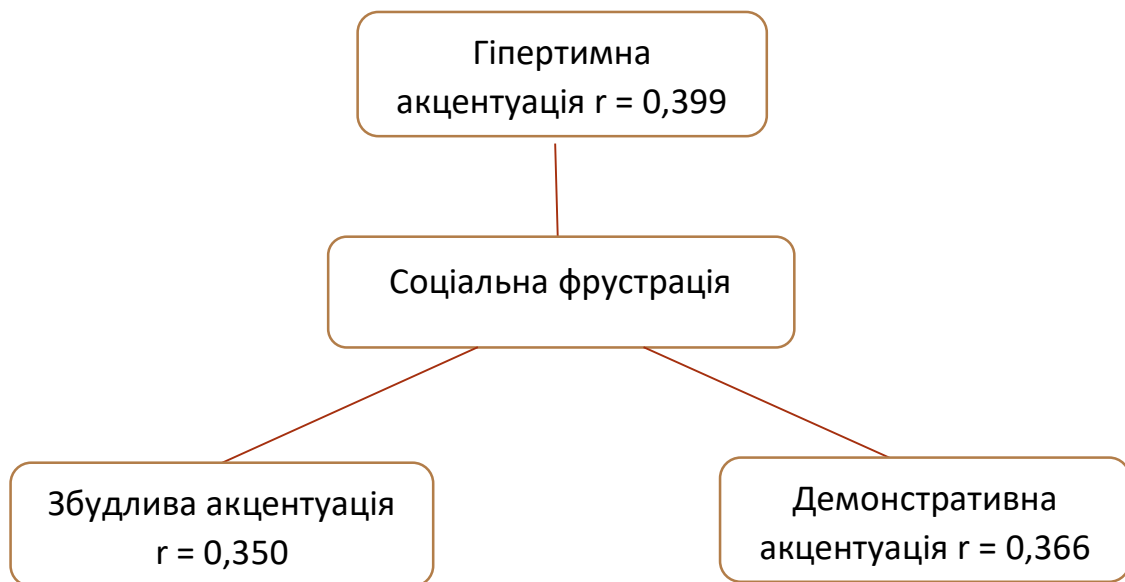 Гіпертимна
акцентуація r = 0,399
Соціальна фрустрація
Збудлива акцентуація
r = 0,350
Демонстративна
акцентуація r = 0,366